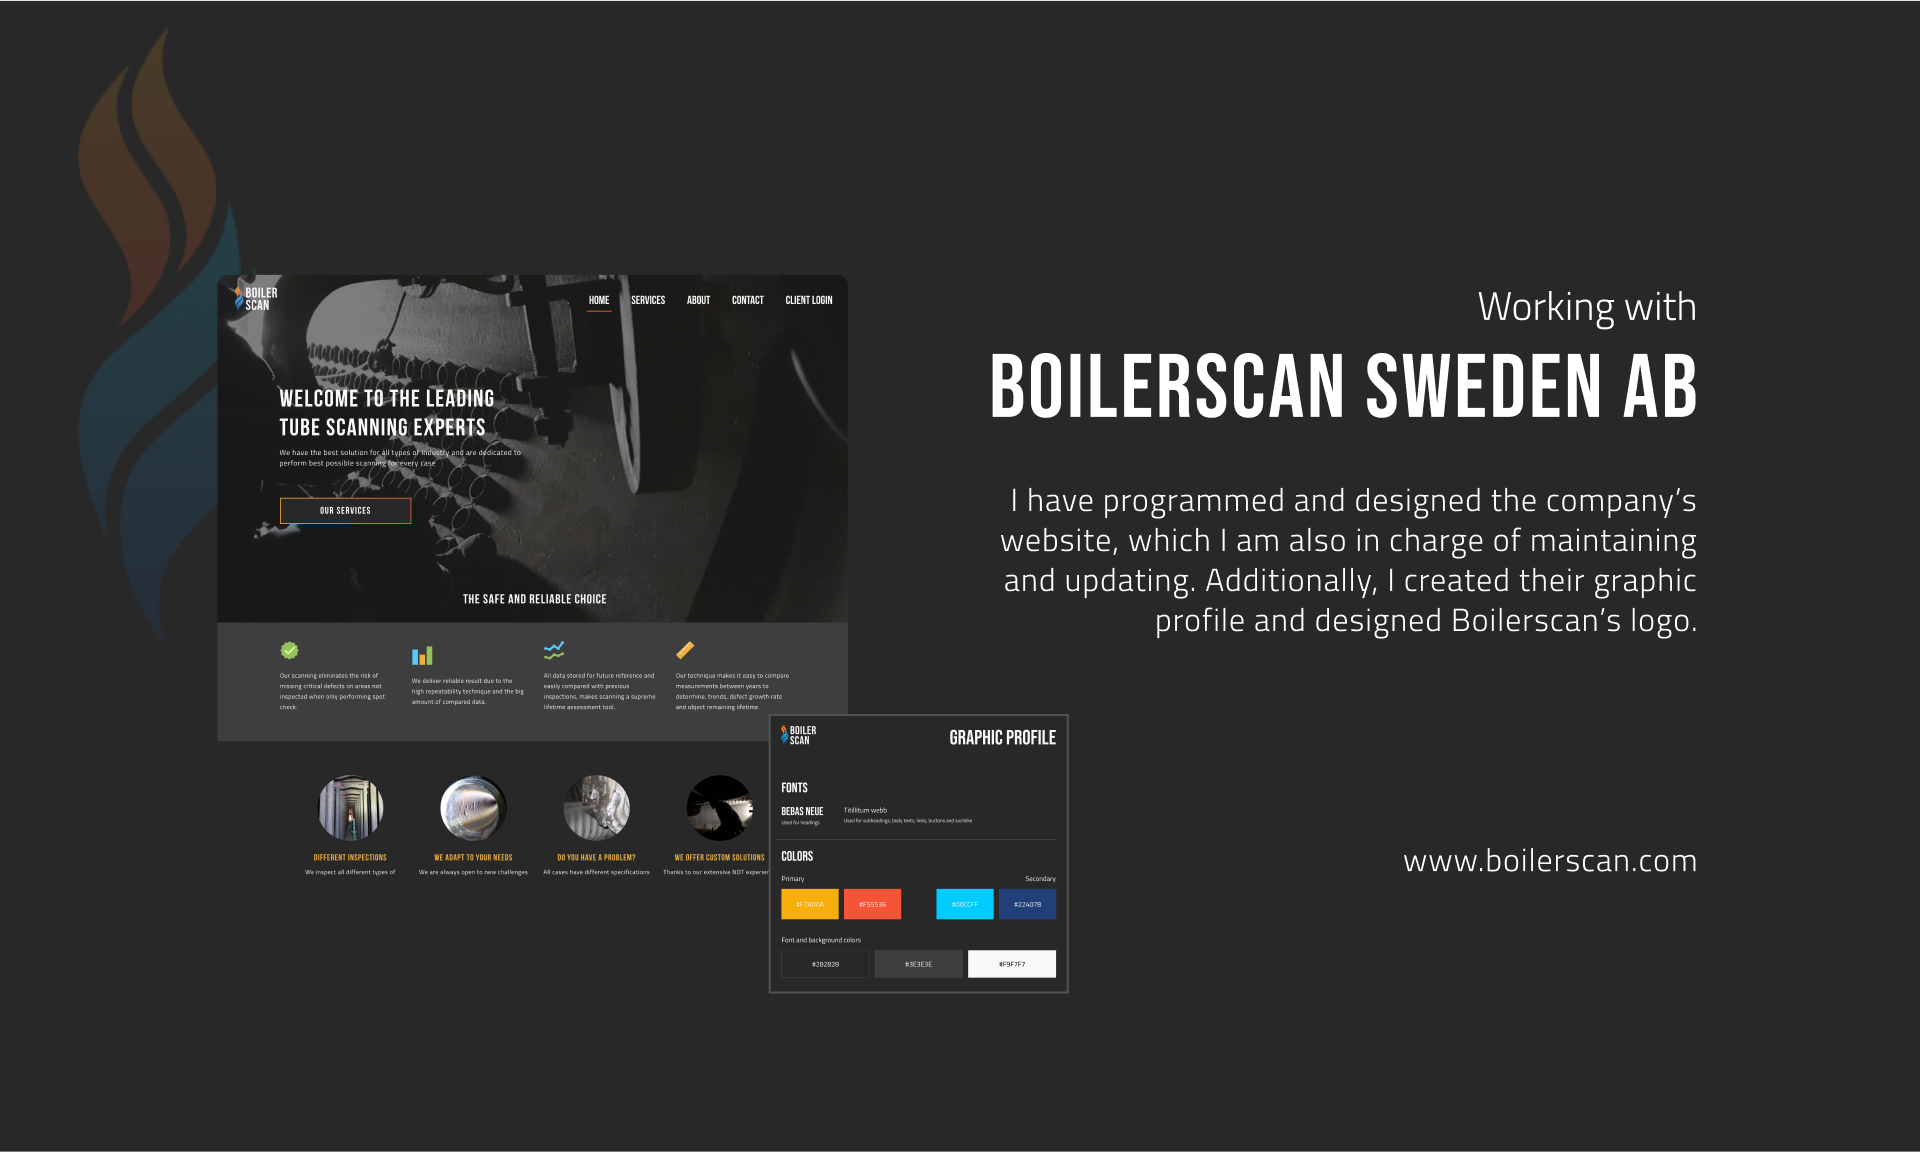 BOILER
SCAN
HOME SERVICES ABOUT CONTACT CLIENT LOGIN
WELCOME TO THE LEADING
TUBE SCANNING EXPERTS
We have the best solution for all types of industry and are dedicated to
perform best possible scanning for every case
OUR SERVICES
THE SAFE AND RELIABLE CHOICE
Our scanning eliminates the risk of
missing critical defects on areas not
inspected when only performing spot
check.
We deliver reliable result due to the
high repeatability technique and the big
amount of compared data.
All data stored for future reference and
easily compared with previous
inspections, makes scanning a supreme
lifetime assessment tool.
Our technique makes it easy to compare
measurements between years to
determine, trends, defect growth rate
and object remaining lifetime.
DIFFERENT INSPECTIONS
We inspect all different types of
WE ADAPT TO YOUR NEEDS
We are always open to new challenges
DO YOU HAVE A PROBLEM?
All cases have different specifications
WE OFFER CUSTOM SOLUTIONS
Thanks to our extensive NDT
BOILER
SCAN
GRAPHIC PROFILE
FONTS
BEBAS NEUE
Used for headings
Titillitum webb
Used for subheadings, body texts, links, buttons and suchlike
COLORS
Primary
Secondary
#F55536
#00CCFF
#224078
Font and background colors
#282828
#3E3E3E
#F9F7F7
Working with
BOILERSCAN SWEDEN AB
I have programmed and designed the company's
website, which I am also in charge of maintaining
and updating. Additionally, I created their graphic
profile and designed Boilerscan's logo.
www.boilerscan.com